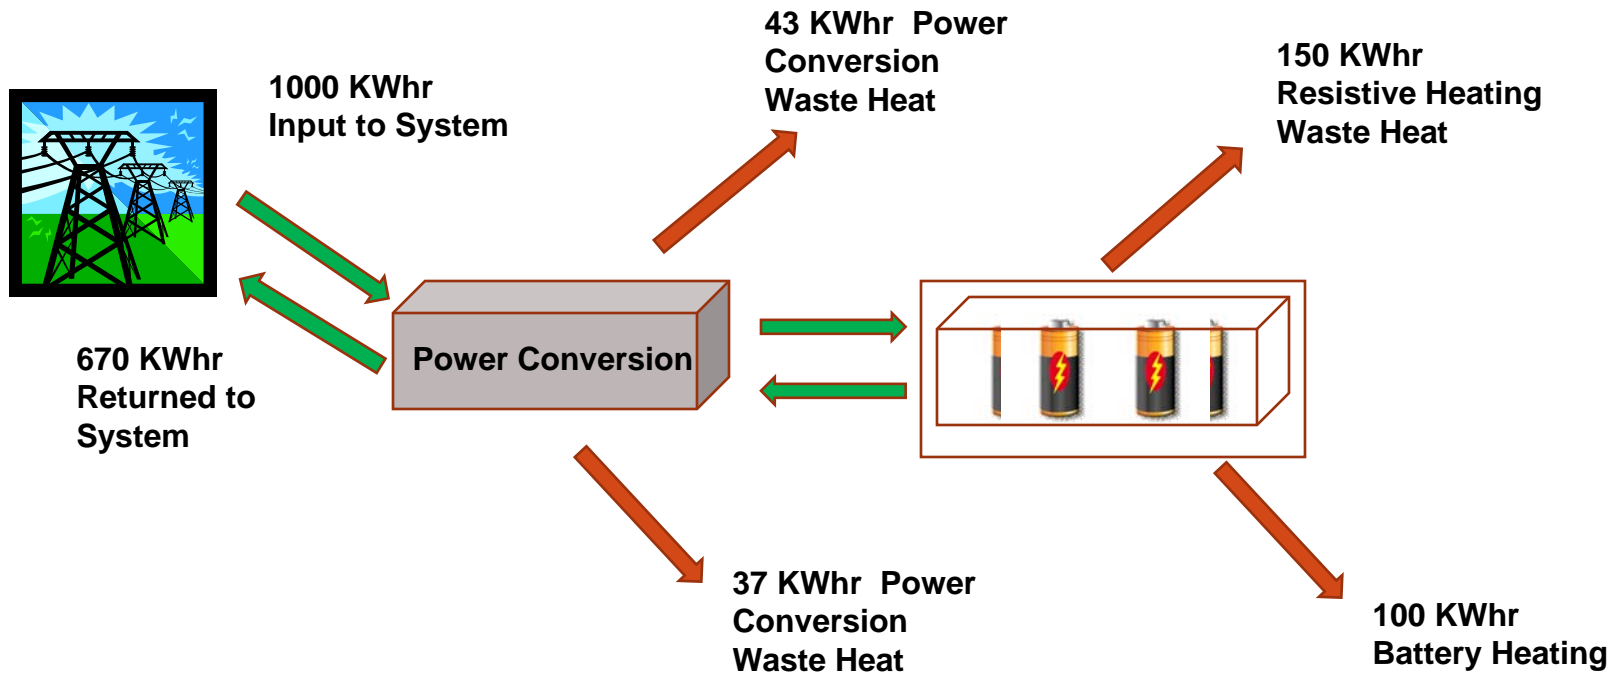 1000 KWhr
Input to System
43 KWhr  Power
Conversion
Waste Heat
150 KWhr
Resistive Heating
Waste Heat
670 KWhr
Returned to
System
Power Conversion
37 KWhr  Power
Conversion
Waste Heat
100 KWhr
Battery Heating